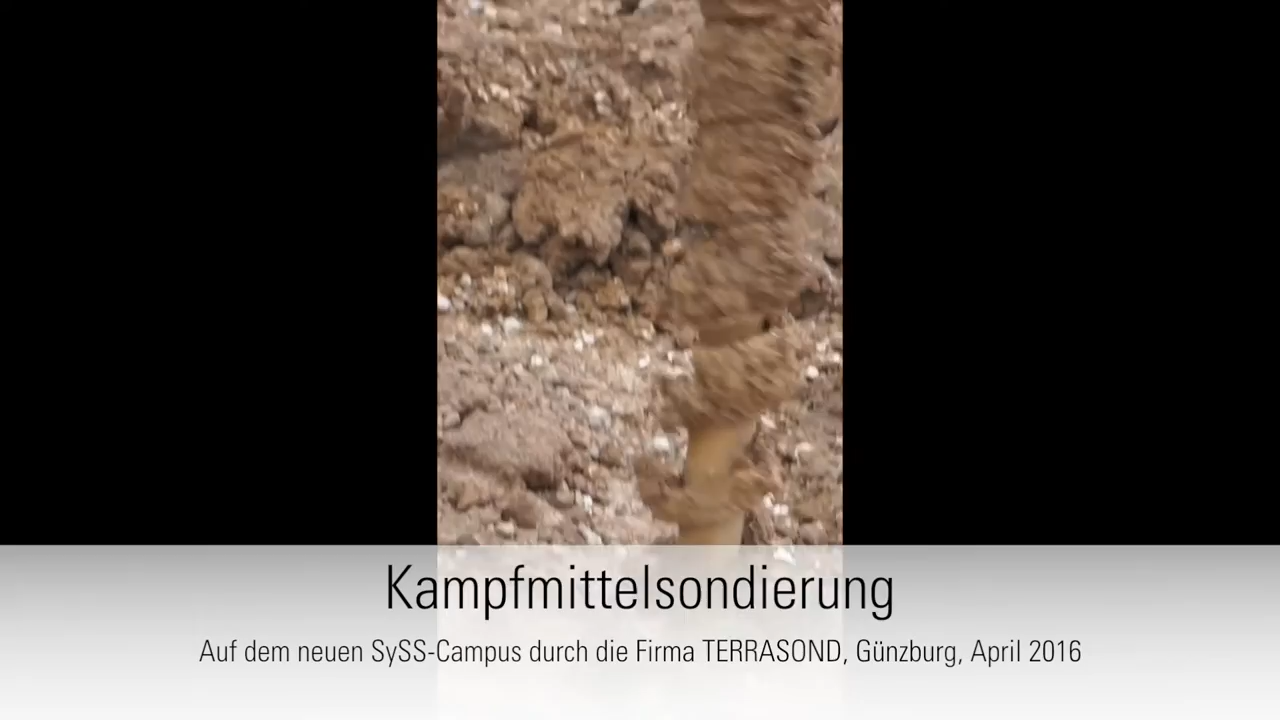 Kampfmittelsondierung
Auf dem neuen SySS-Campus durch die Firma TERRASOND, Günzburg, April 2016